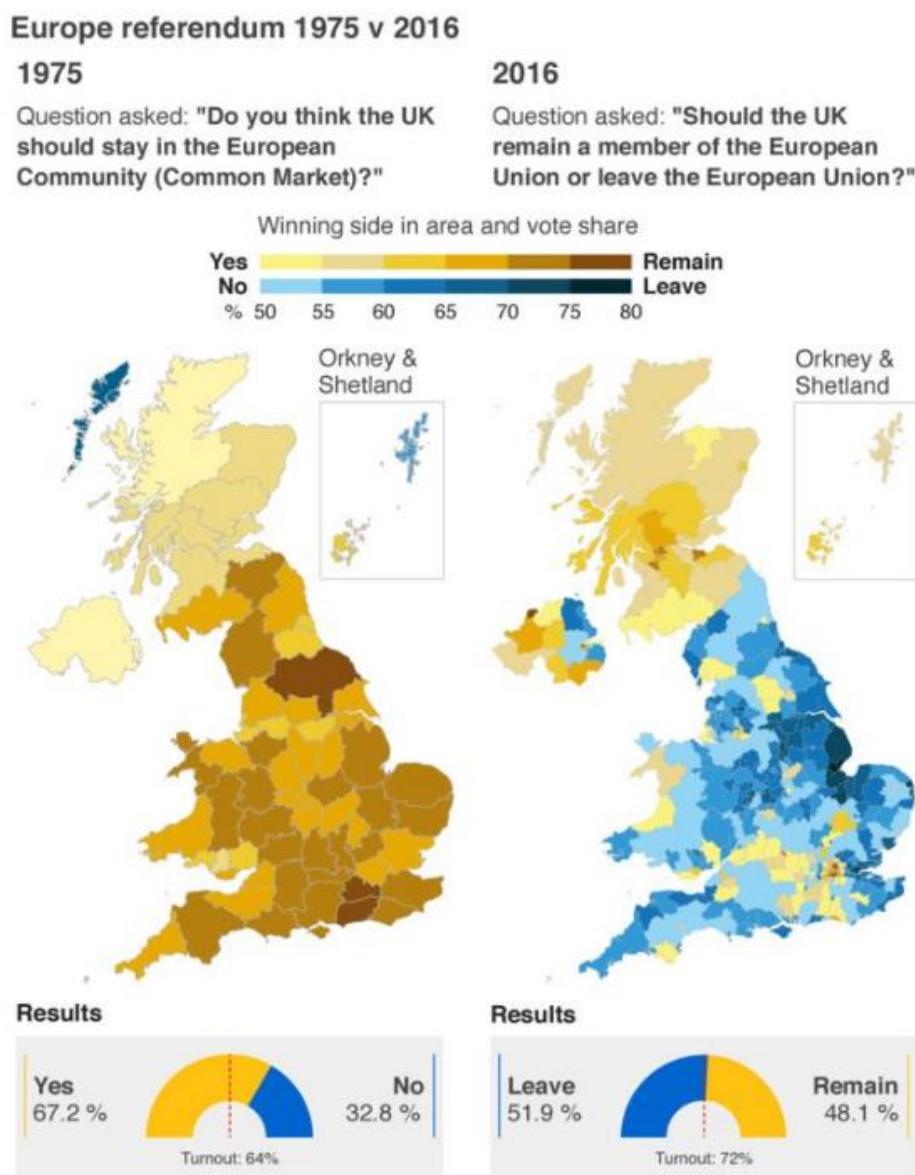 Europe referendum 1975 v 2016
1975
Question asked: "Do you think the UK
should stay in the European
Community (Common Market)?"
2016
Question asked: "Should the UK
remain a member of the European
Union or leave the European Union?"
Winning side in area and vote share
Yes Remain
No Leave
% 50 55 60 65 70 75 80
Orkney &
Shetland
Orkney &
Shetland
Results
Yes
67.2 %
No
32.8 %
Turnout: 64%
Results
Leave
51.9 %
Remain
48.1 %
Turnout: 72%